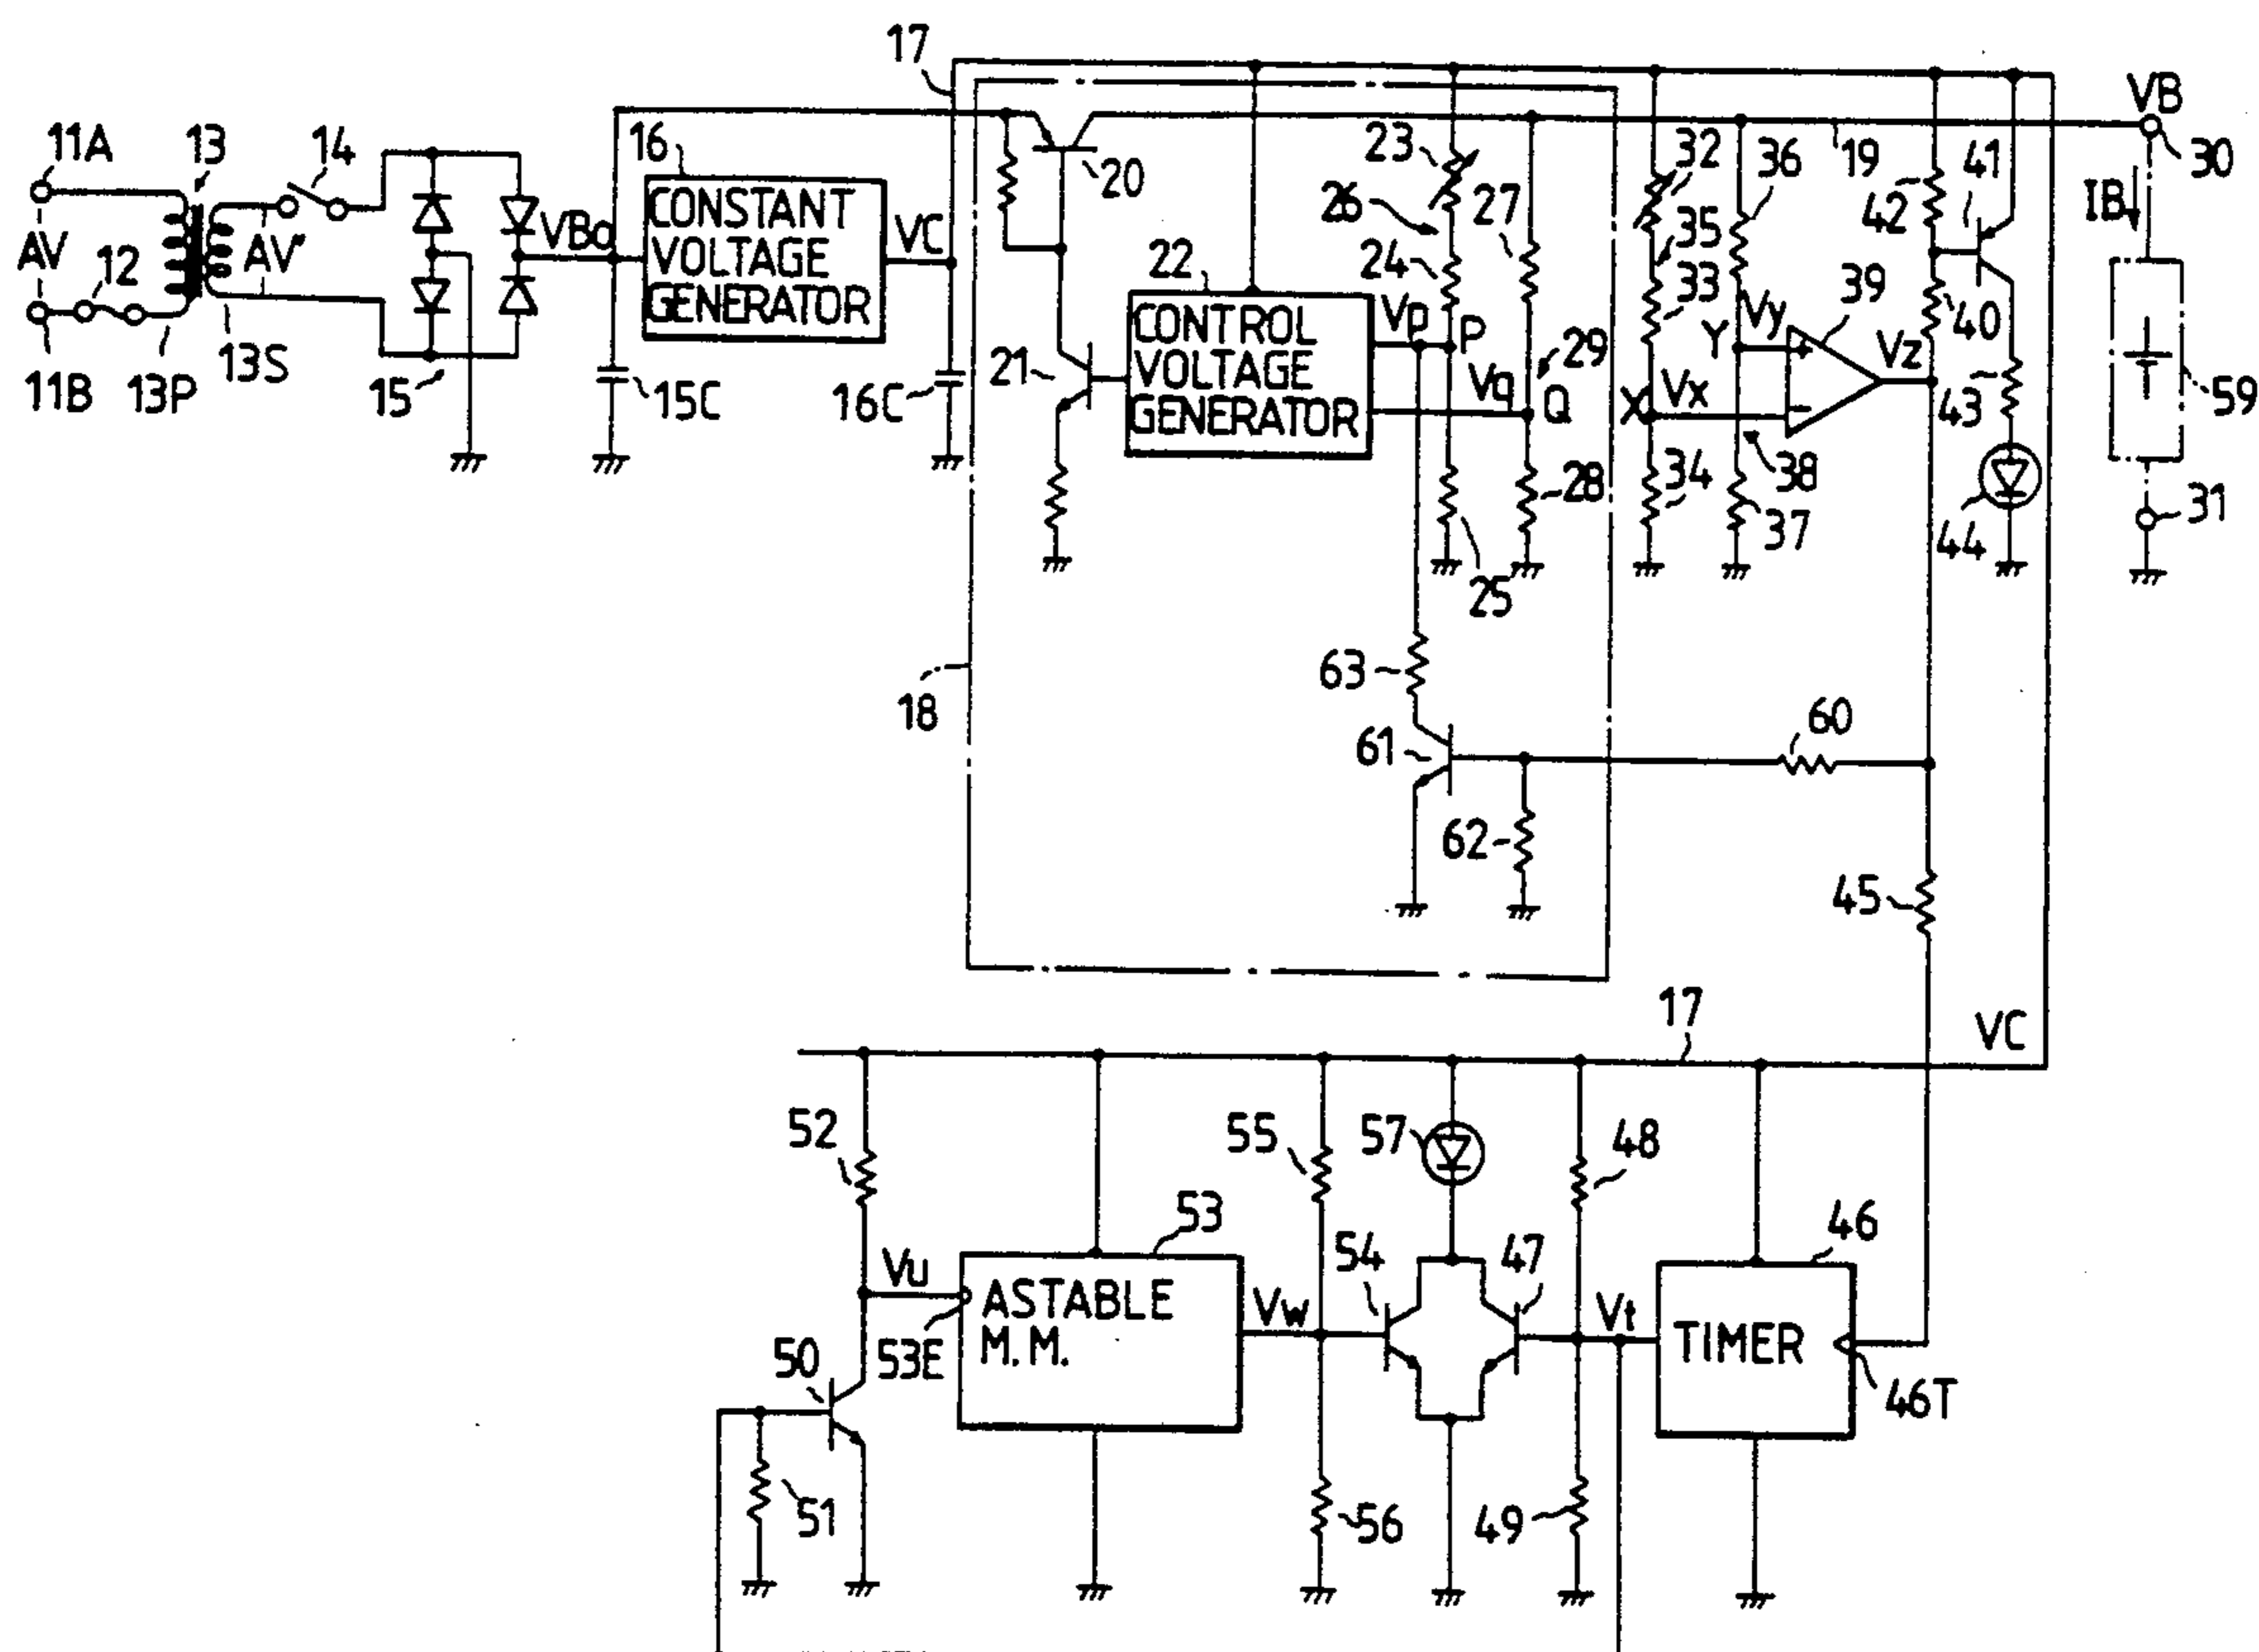 17
VB
11A
13
14
16
CONSTANT
VOLTAGE
GENERATOR
VBo
VC
20
23
26
27
32
36
19
41
30
42
IB
AV
12
AV'
22
CONTROL
VOLTAGE
GENERATOR
24
Vp
P
35
33
Vy
Y
39
40
11B
13P
13S
15
15C
16C
21
Vq
Q
29
X
Vx
Vz
43
59
28
34
38
37
44
31
25
63
18
61
60
62
45
17
VC
52
55
57
48
53
54
47
46
Vu
ASTABLE
M.M.
Vw
Vt
TIMER
50
53E
46T
51
56
49